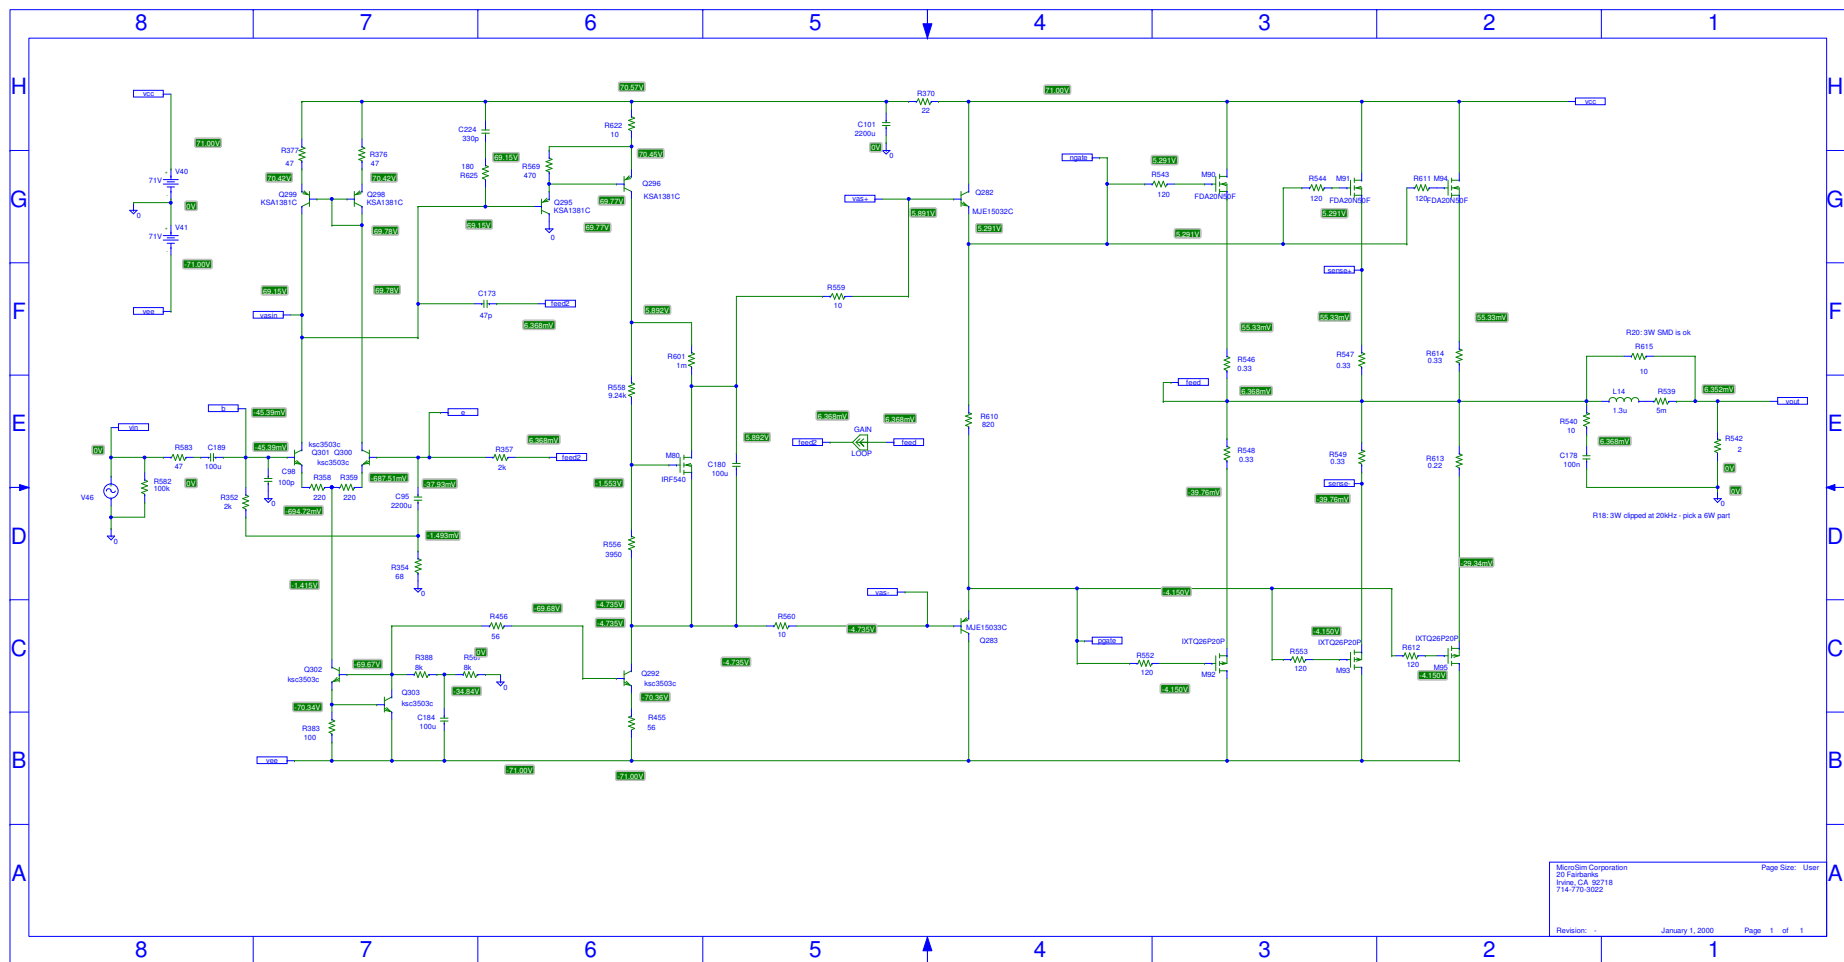 8 7 6 5 4 3 2 1
H
G
F
E
D
C
B
A
vcc
71.00V
V40
71V
0
0V
V41
71V
-71.00V
vee
R377
47
R376
47
70.42V
70.42V
Q299
KSA1381C
Q298
KSA1381C
69.78V
69.15V
69.78V
vasin
C224
330p
69.15V
180
R625
69.15V
R569
470
Q295
KSA1381C
0
70.57V
R622
10
70.45V
Q296
KSA1381C
69.77V
69.77V
C173
47p
feed2
6.368mV
5.892V
R601
1m
R558
9.24k
M80
IRF540
-1.553V
5.892V
C180
100u
R556
3950
-4.735V
-4.735V
-4.735V
C101
2200u
0V
0
R370
22
71.00V
vcc
vas+
5.891V
Q282
MJE15032C
5.291V
R559
10
GAIN
6.368mV
6.368mV
feed2
feed
LOOP
R610
820
vas-
R560
10
-4.735V
MJE15033C
Q283
ngate
5.291V
R543
120
M90
FDA20N50F
5.291V
R544
120
M91
FDA20N50F
5.291V
R611
120
M94
FDA20N50F
sense+
55.33mV
55.33mV
55.33mV
R546
0.33
R547
0.33
R614
0.33
feed
6.368mV
R548
0.33
R549
0.33
R613
0.22
sense-
-39.76mV
-39.76mV
-29.34mV
-4.150V
pgate
R552
120
M92
IXTQ26P20P
-4.150V
-4.150V
R553
120
IXTQ26P20P
M93
R612
120
IXTQ26P20P
M95
-4.150V
R20: 3W SMD is ok
R615
10
L14
1.3u
R539
5m
6.352mV
vout
R540
10
6.368mV
C178
100n
R542
2
0V
0V
0
R18: 3W clipped at 20kHz - pick a 6W part
vin
0V
V46
0
R582
100k
R583
47
C189
100u
0V
b
-45.39mV
-45.39mV
R352
2k
C98
100p
0
ksc3503c
Q301 Q300
ksc3503c
R358
220
R359
220
-694.72mV
-687.51mV
e
R357
2k
6.368mV
feed2
-37.93mV
C95
2200u
-1.493mV
R354
68
0
-1.415V
R456
56
-69.68V
Q302
ksc3503c
-69.67V
R388
8k
0V
8k
0
-34.84V
Q303
ksc3503c
-70.34V
R383
100
C184
100u
Q292
ksc3503c
-70.36V
R455
56
vee
-71.00V
-71.00V
MicroSim Corporation
20 Fairbanks
Irvine, CA 92718
714-770-3022
Page Size: User
Revision: -
January 1, 2000
Page 1 of 1
8 7 6 5 4 3 2 1
H
G
F
E
D
C
B
A